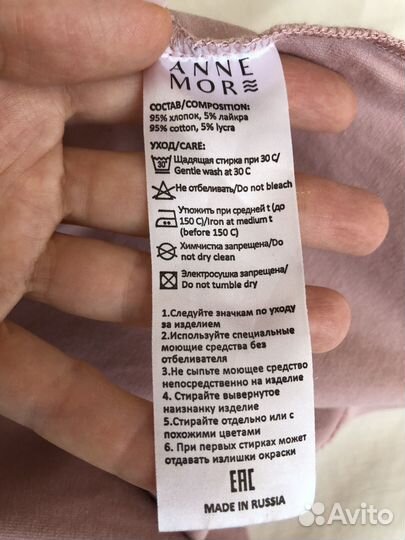 ANNE
MORE
СОСТАВ/COMPOSITION:
95% хлопок, 5% лайкра
95% cotton, 5% lycra
УХОД/CARE:
30°
Щадящая стирка при 30 С/
Gentle wash at 30 C
Не отбеливать/Do not bleach
Утюжить при средней t (до
150 С)/Iron at medium t
(before 150 C)
Химчистка запрещены/Do
not dry clean
Электросушка запрещены/
Do not tumble dry
1.Следуйте значкам по уходу
за изделием
2.Используйте специальные
моющие средства без
отбеливателя
3.Не сыпьте моющее средство
непосредственно на изделие
4. Стирайте вывернутое
наизнанку изделие
5.Стирайте отдельно или с
похожими цветами
6. При первых стирках может
отдавать излишки окраски
EAC
MADE IN RUSSIA
Avito